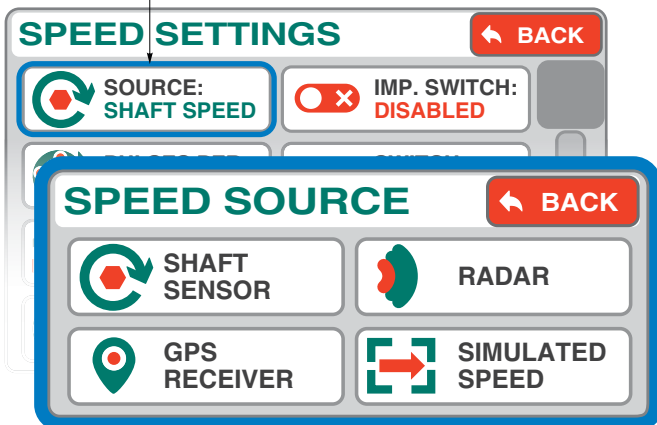 SPEED SETTINGS
BACK
SOURCE:
SHAFT SPEED
IMP. SWITCH:
DISABLED
SPEED SOURCE
BACK
SHAFT
SENSOR
RADAR
GPS
RECEIVER
SIMULATED
SPEED